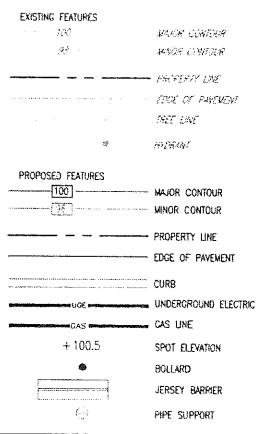 EXISTING FEATURES
100 MAJOR CONTOUR
98 MINOR CONTOUR
PROPERTY LINE
EDGE OF PAVEMENT
TREE LINE
HYDRANT
PROPOSED FEATURES
100 MAJOR CONTOUR
98 MINOR CONTOUR
PROPERTY LINE
EDGE OF PAVEMENT
CURB
UGE UNDERGROUND ELECTRIC
GAS GAS LINE
+100.5 SPOT ELEVATION
BOLLARD
JERSEY BARRIER
PIPE SUPPORT